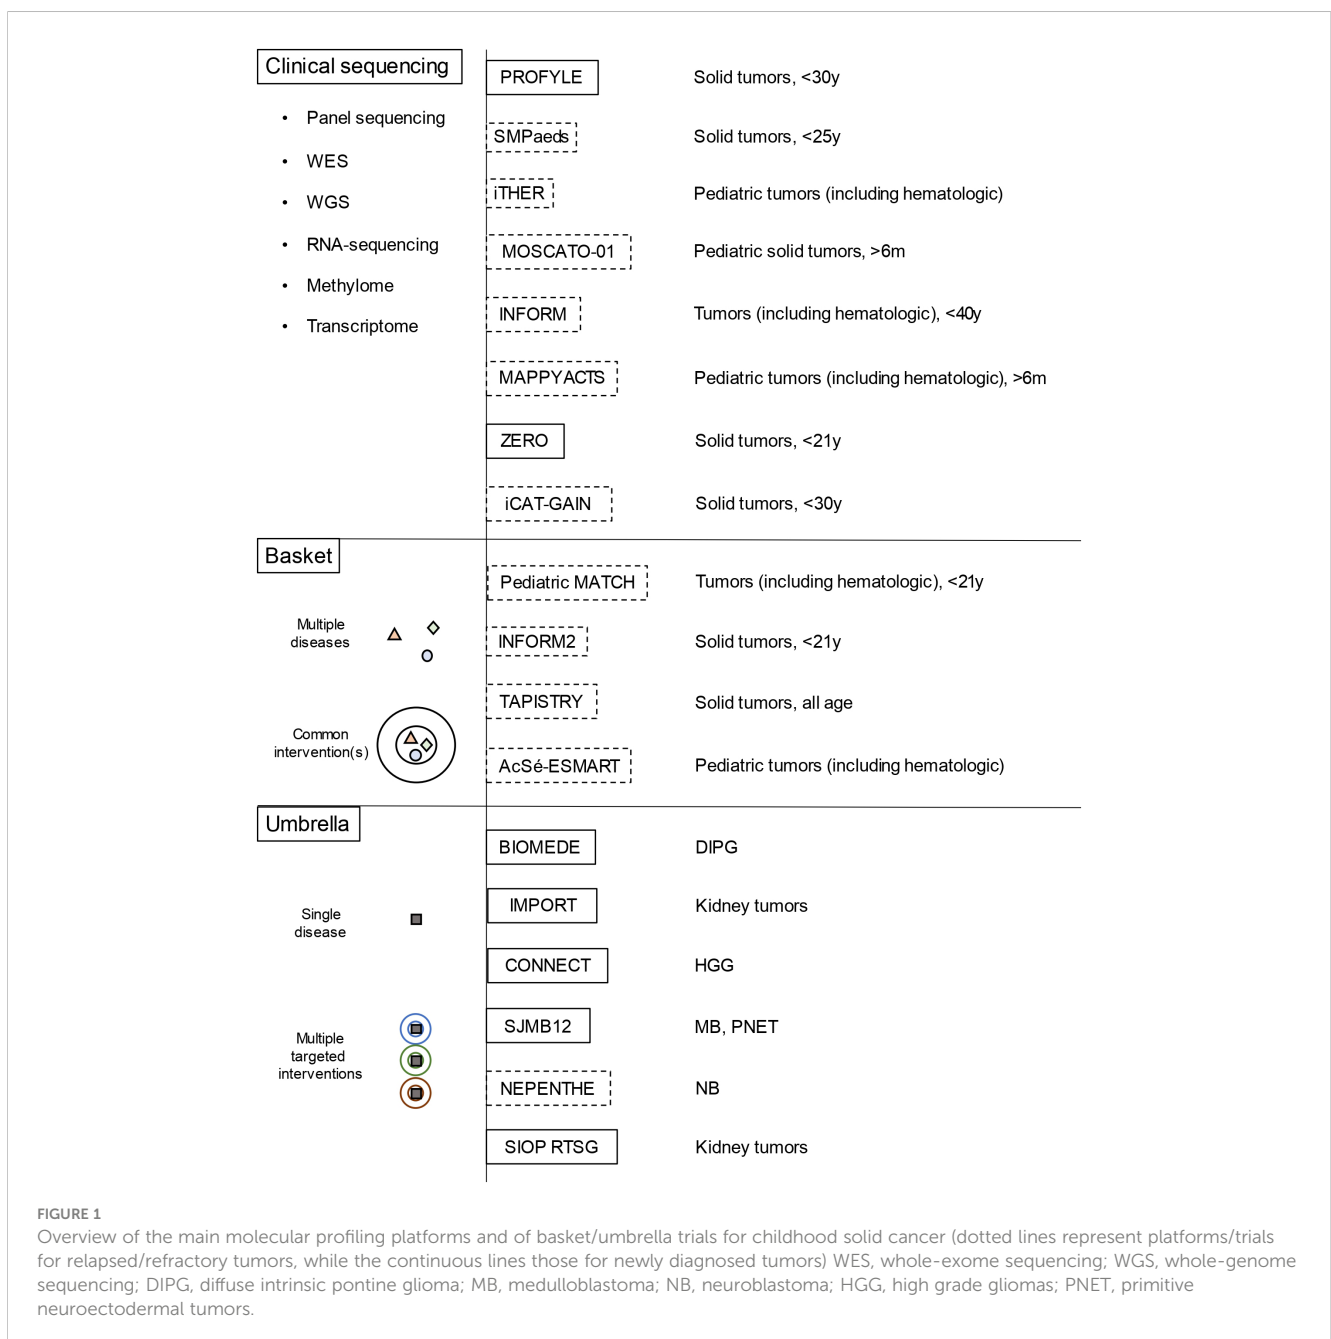 Clinical sequencing
• Panel sequencing
• WES
• WGS
• RNA-sequencing
• Methylome
• Transcriptome
PROFYLE Solid tumors, <30y
SMPaeds Solid tumors, <25y
iTHER Pediatric tumors (including hematologic)
MOSCATO-01 Pediatric solid tumors, >6m
INFORM Tumors (including hematologic), <40y
MAPPYACTS Pediatric tumors (including hematologic), >6m
ZERO Solid tumors, <21y
iCAT-GAIN Solid tumors, <30y
Basket
Multiple
diseases
Common
intervention(s)
Pediatric MATCH Tumors (including hematologic), <21y
INFORM2 Solid tumors, <21y
TAPISTRY Solid tumors, all age
AcSé-ESMART Pediatric tumors (including hematologic)
Umbrella
Single
disease
Multiple
targeted
interventions
BIOMEDE DIPG
IMPORT Kidney tumors
CONNECT HGG
SJMB12 MB, PNET
NEPENTHE NB
SIOP RTSG Kidney tumors
FIGURE 1
Overview of the main molecular profiling platforms and of basket/umbrella trials for childhood solid cancer (dotted lines represent platforms/trials
for relapsed/refractory tumors, while the continuous lines those for newly diagnosed tumors) WES, whole-exome sequencing; WGS, whole-genome
sequencing; DIPG, diffuse intrinsic pontine glioma; MB, medulloblastoma; NB, neuroblastoma; HGG, high grade gliomas; PNET, primitive
neuroectodermal tumors.